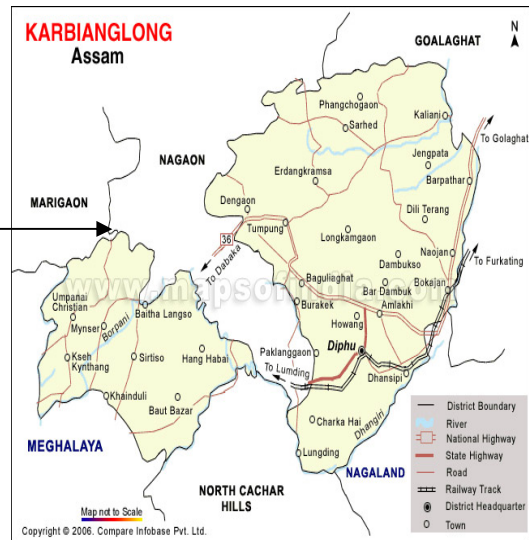 KARBIANGLONG
Assam
GOALAGHAT
N
Phangchogaon
Kaliani
Sarhed
To Golaghat
NAGAON
Jengpata
Erdangkramsa
Barpathar
MARIGAON
Dengaon
Dili Terang
Tumpung
36
Longkamgaon
To Dabaka
Naojan
To Furkating
Dambukso
www.mapsofindia.com
Baguliaghat
Bar Dambuk
Bokajan
Umpanai
Christian
Baitha Langso
Burakek
Amlakhi
Mynser
Borpani
Howang
Diphu
Kseh
Kynthang
Sirtiso
Hang Habai
Paklanggaon
To Lumding
Dhansipi
Khainduli
Baut Bazar
Charka Hai
Dhangiri
MEGHALAYA
Lungding
NAGALAND
NORTH CACHAR
HILLS
District Boundary
River
National Highway
State Highway
Road
Railway Track
District Headquarter
Town
Map not to Scale
Copyright © 2006. Compare Infobase Pvt. Ltd.